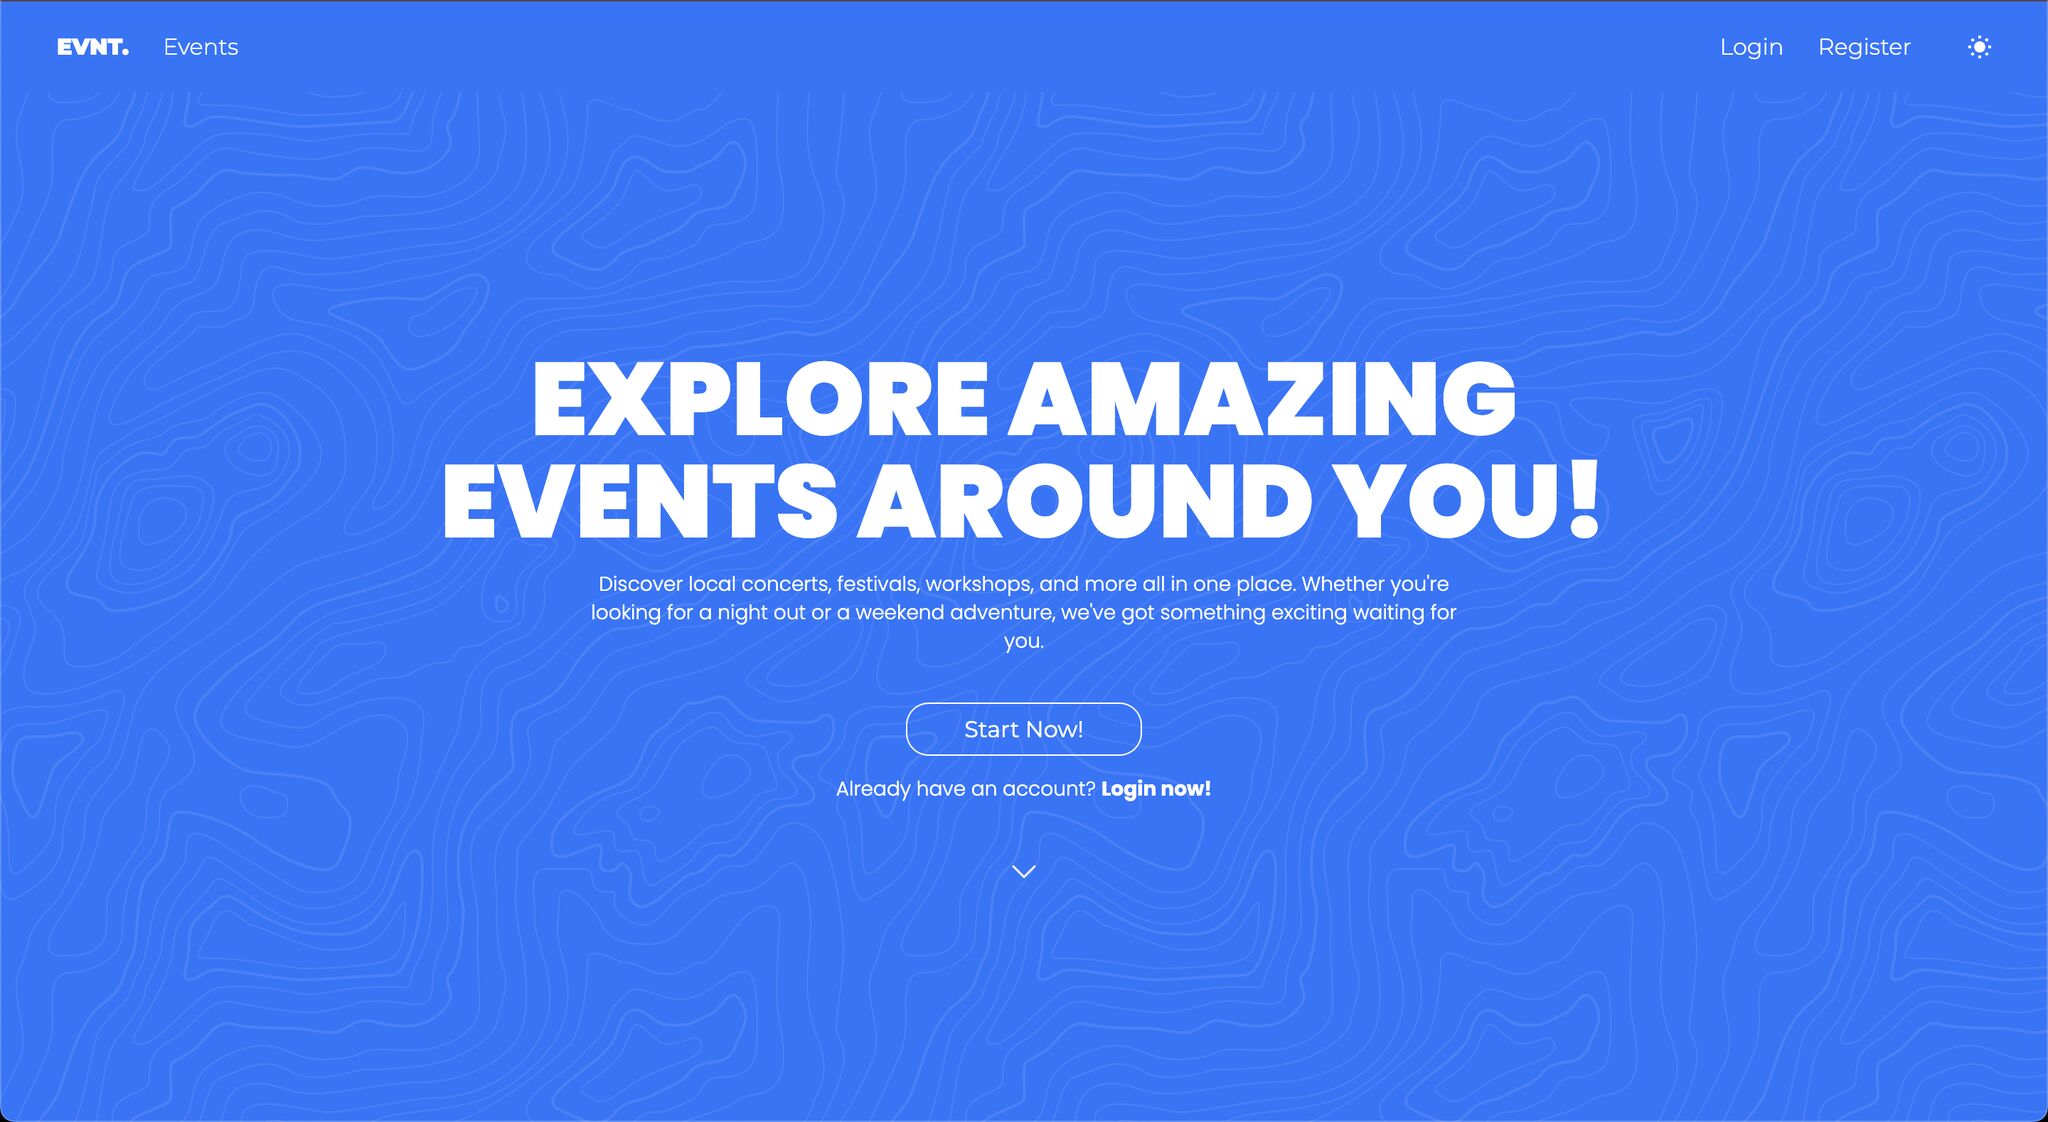 EVNT. Events Login Register
EXPLORE AMAZING
EVENTS AROUND YOU!
Discover local concerts, festivals, workshops, and more all in one place. Whether you're
looking for a night out or a weekend adventure, we've got something exciting waiting for
you.
Start Now!
Already have an account? Login now!